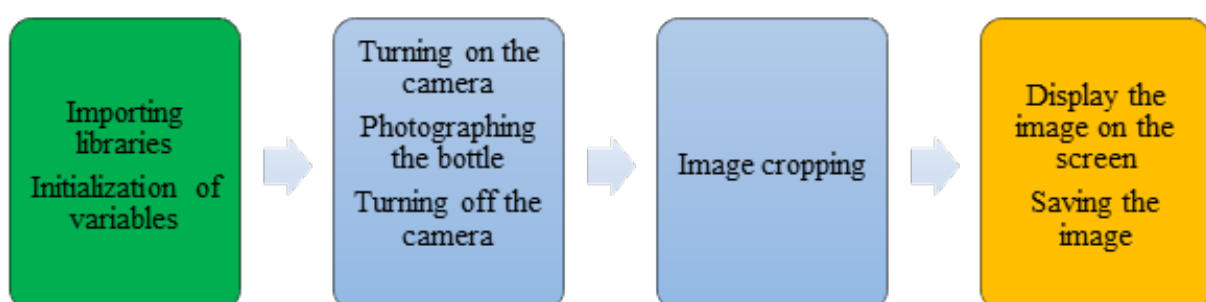 Importing
libraries
Initialization of
variables
Turning on the
camera
Photographing
the bottle
Turning off the
camera
Image cropping
Display the
image on the
screen
Saving the
image